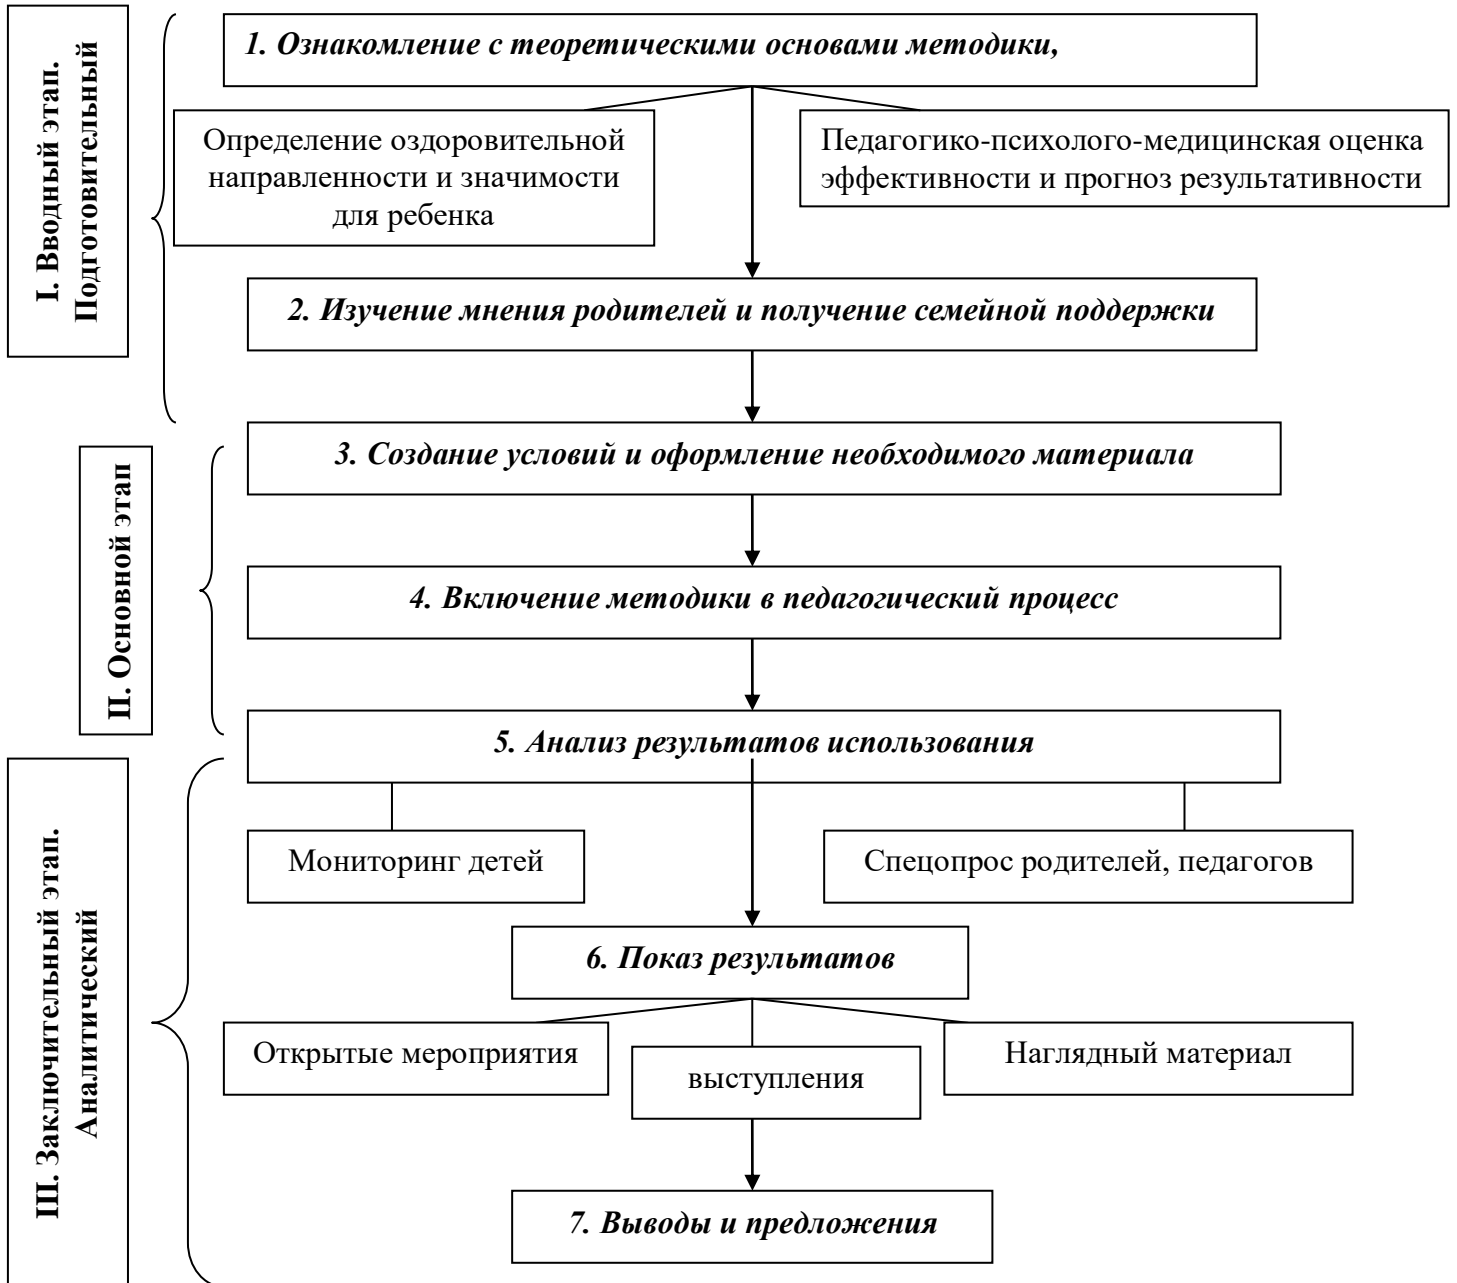 I. Вводный этап.
Подготовительный
1. Ознакомление с теоретическими основами методики,
Определение оздоровительной
направленности и значимости
для ребенка
Педагогико-психолого-медицинская оценка
эффективности и прогноз результативности
2. Изучение мнения родителей и получение семейной поддержки
II. Основной этап
3. Создание условий и оформление необходимого материала
4. Включение методики в педагогический процесс
5. Анализ результатов использования
III. Заключительный этап.
Аналитический
Мониторинг детей
Спецопрос родителей, педагогов
6. Показ результатов
Открытые мероприятия
выступления
Наглядный материал
7. Выводы и предложения